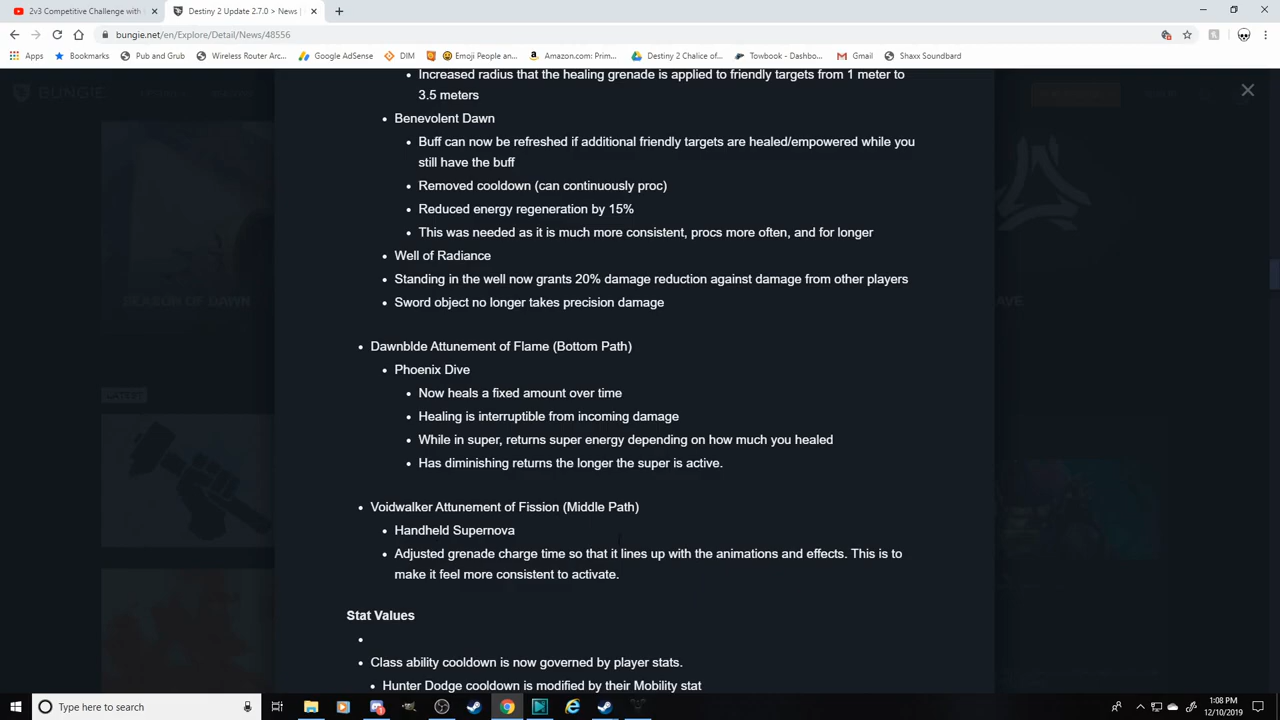 2v3 Competitive Challenge with
Destiny 2 Update 2.7.0 > News |
bungie.net/en/Explore/Detail/News/48556
Apps
Bookmarks
Pub and Grub
Wireless Router Arc...
Google AdSense
DIM
Emoji People an...
Amazon.com: Prim...
Destiny 2 Chalice of...
Towbook - Dashbo...
Gmail
Shaxx Soundbard
BUNGIE
Increased radius that the healing grenade is applied to friendly targets from 1 meter to
3.5 meters
Benevolent Dawn
Buff can now be refreshed if additional friendly targets are healed/empowered while you
still have the buff
Removed cooldown (can continuously proc)
Reduced energy regeneration by 15%
This was needed as it is much more consistent, procs more often, and for longer
Well of Radiance
Standing in the well now grants 20% damage reduction against damage from other players
SEASON OF DAWN
Sword object no longer takes precision damage
Dawnblde Attunement of Flame (Bottom Path)
Phoenix Dive
LATEST
Now heals a fixed amount over time
Healing is interruptible from incoming damage
While in super, returns super energy depending on how much you healed
Has diminishing returns the longer the super is active.
Voidwalker Attunement of Fission (Middle Path)
Handheld Supernova
Adjusted grenade charge time so that it lines up with the animations and effects. This is to
make it feel more consistent to activate.
Stat Values
Class ability cooldown is now governed by player stats.
Hunter Dodge cooldown is modified by their Mobility stat
Type here to search
1:08 PM
12/10/2019